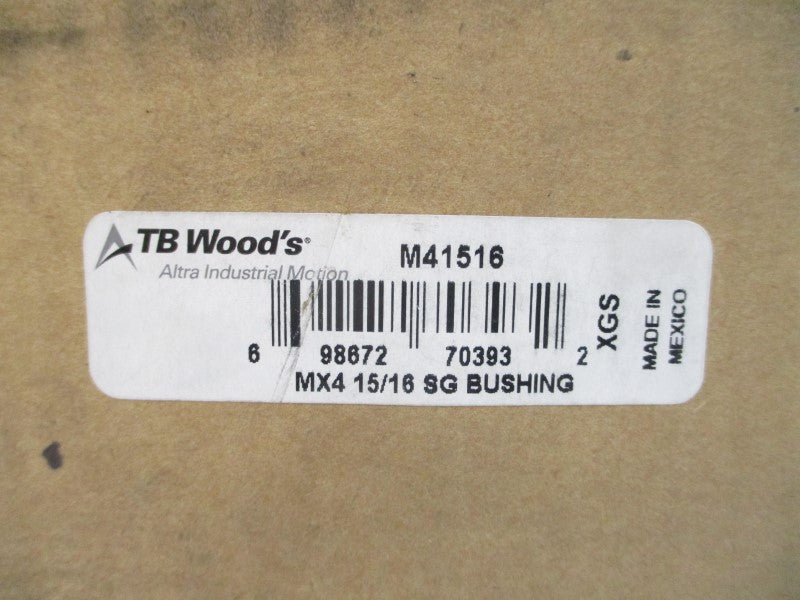 TB Wood's®
Altra Industrial Motion
M41516
6 98672 70393 2
MX4 15/16 SG BUSHING
XGS
MADE IN
MEXICO